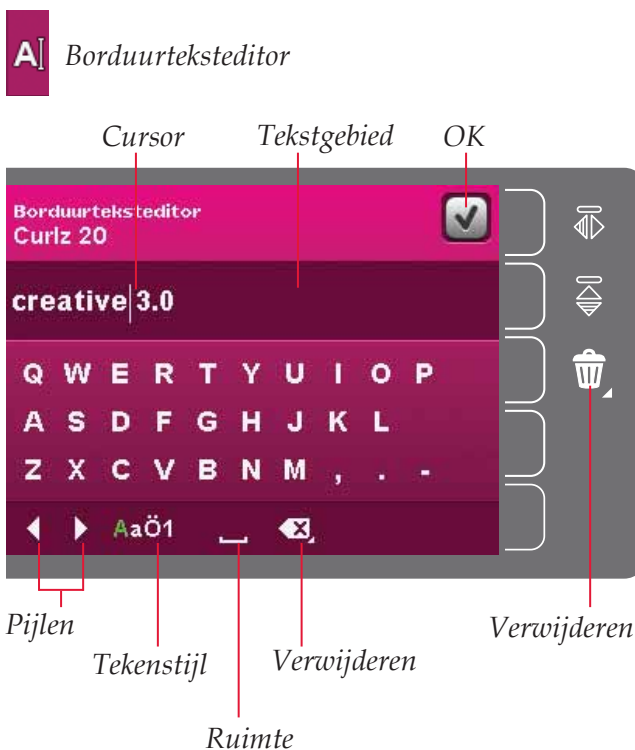 A
Borduurteksteditor
Cursor Tekstgebied OK
Borduurteksteditor
Curlz 20
creative 3.0
Q W E R T Y U I O P
A S D F G H J K L
Z X C V B N M , . -
AaÖ1
Pijlen
Verwijderen
Tekenstijl
Verwijderen
Ruimte